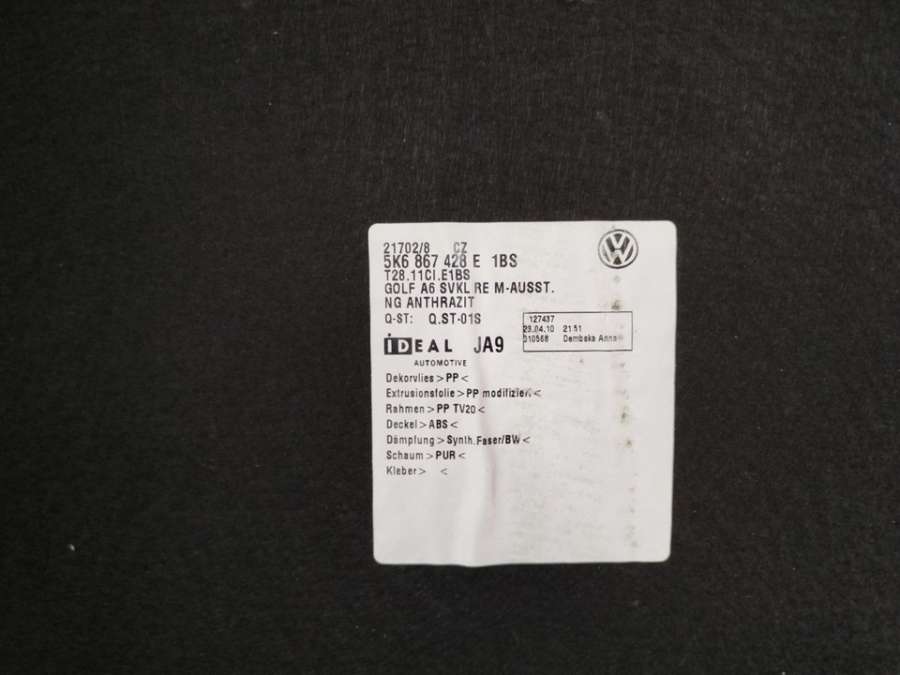 21702/8 CZ
5K6 867 428 E 1BS
T28.11CI.E1BS
GOLF A6 SVKL RE M-AUSST.
NG ANTHRAZIT
Q-ST: Q.ST-01S
127437
29.04.10 21:51
010568 Dembska Anna
IDEAL JA9
AUTOMOTIVE
Dekorvlies >PP<
Extrusionsfolie >PP modifiziert<
Rahmen >PP TV20<
Deckel >ABS<
Dämpfung >Synth.Faser/BW<
Schaum >PUR<
Kleber > <